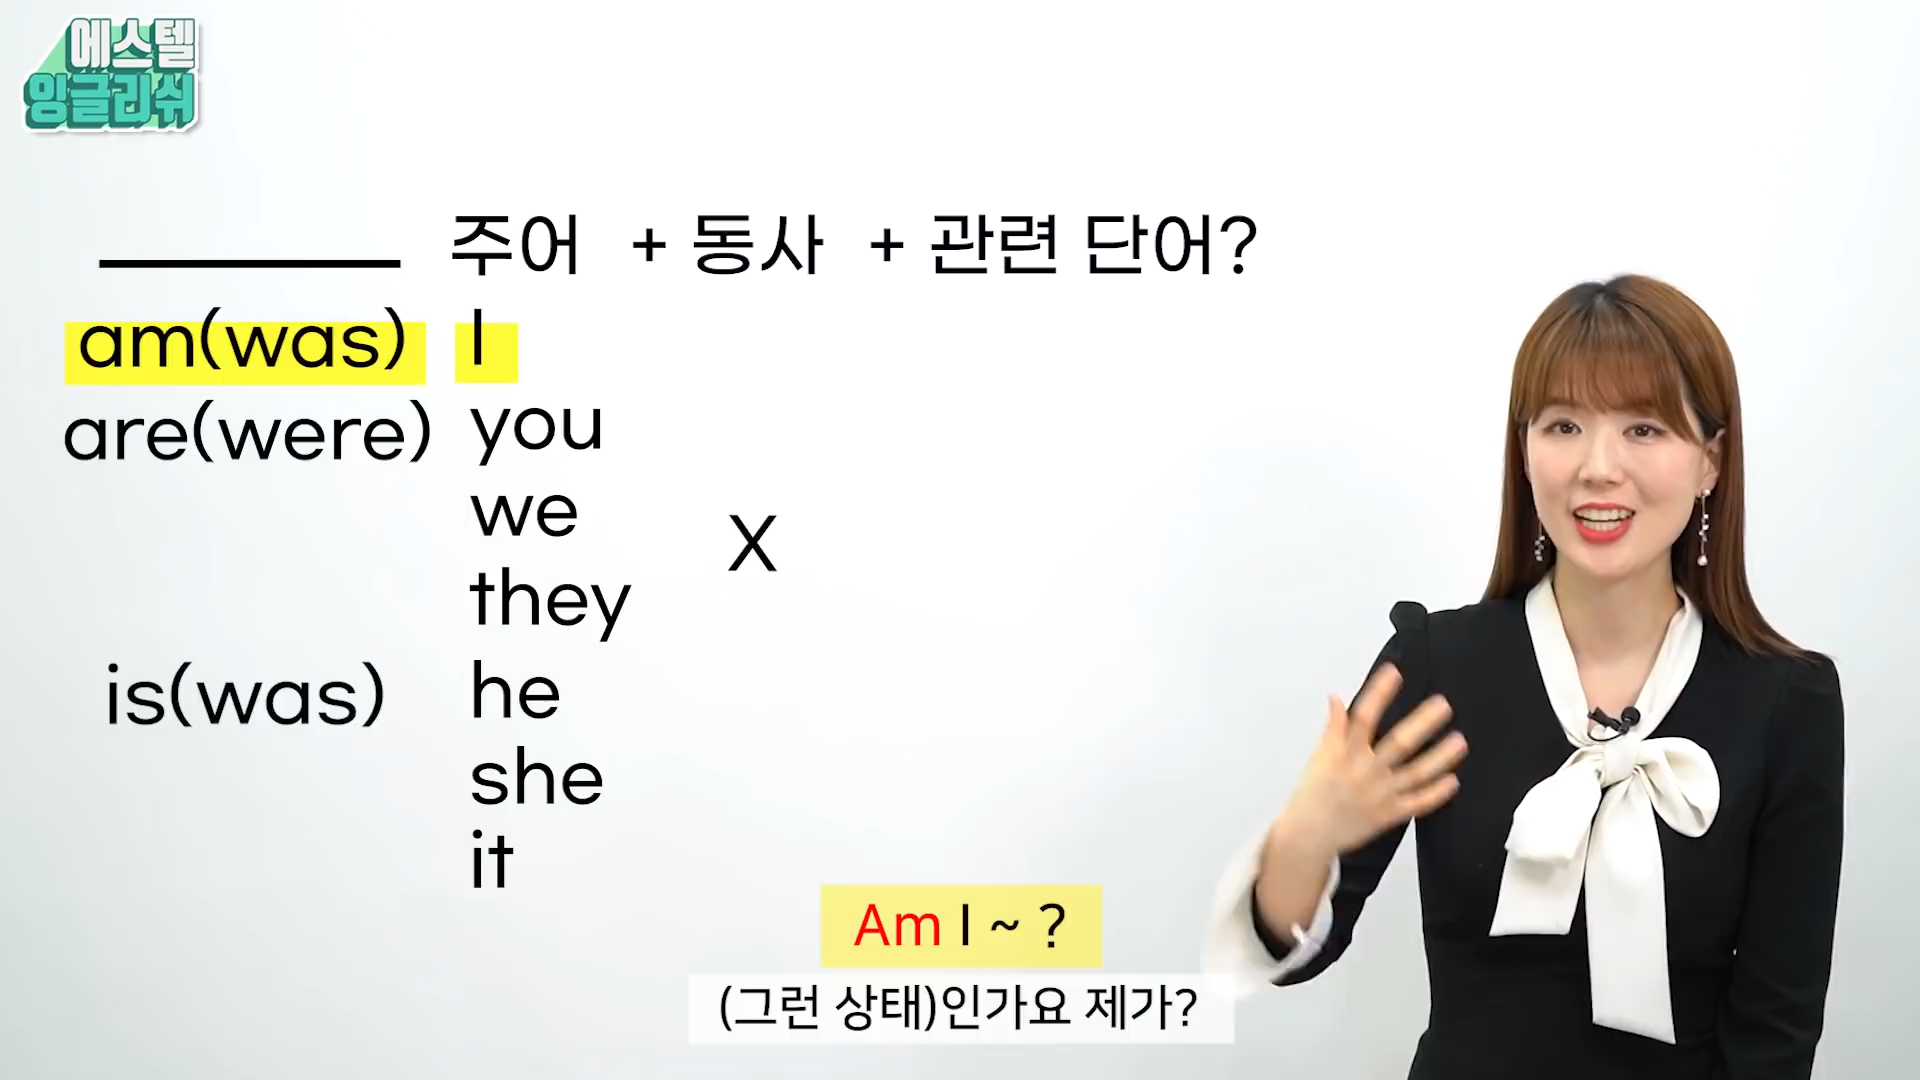 에스텔
잉글리쉬
______ 주어 + 동사 + 관련 단어?
am(was) I
are(were) you
we
X
they
is(was) he
she
it
Am I ~ ?
(그런 상태)인가요 제가?